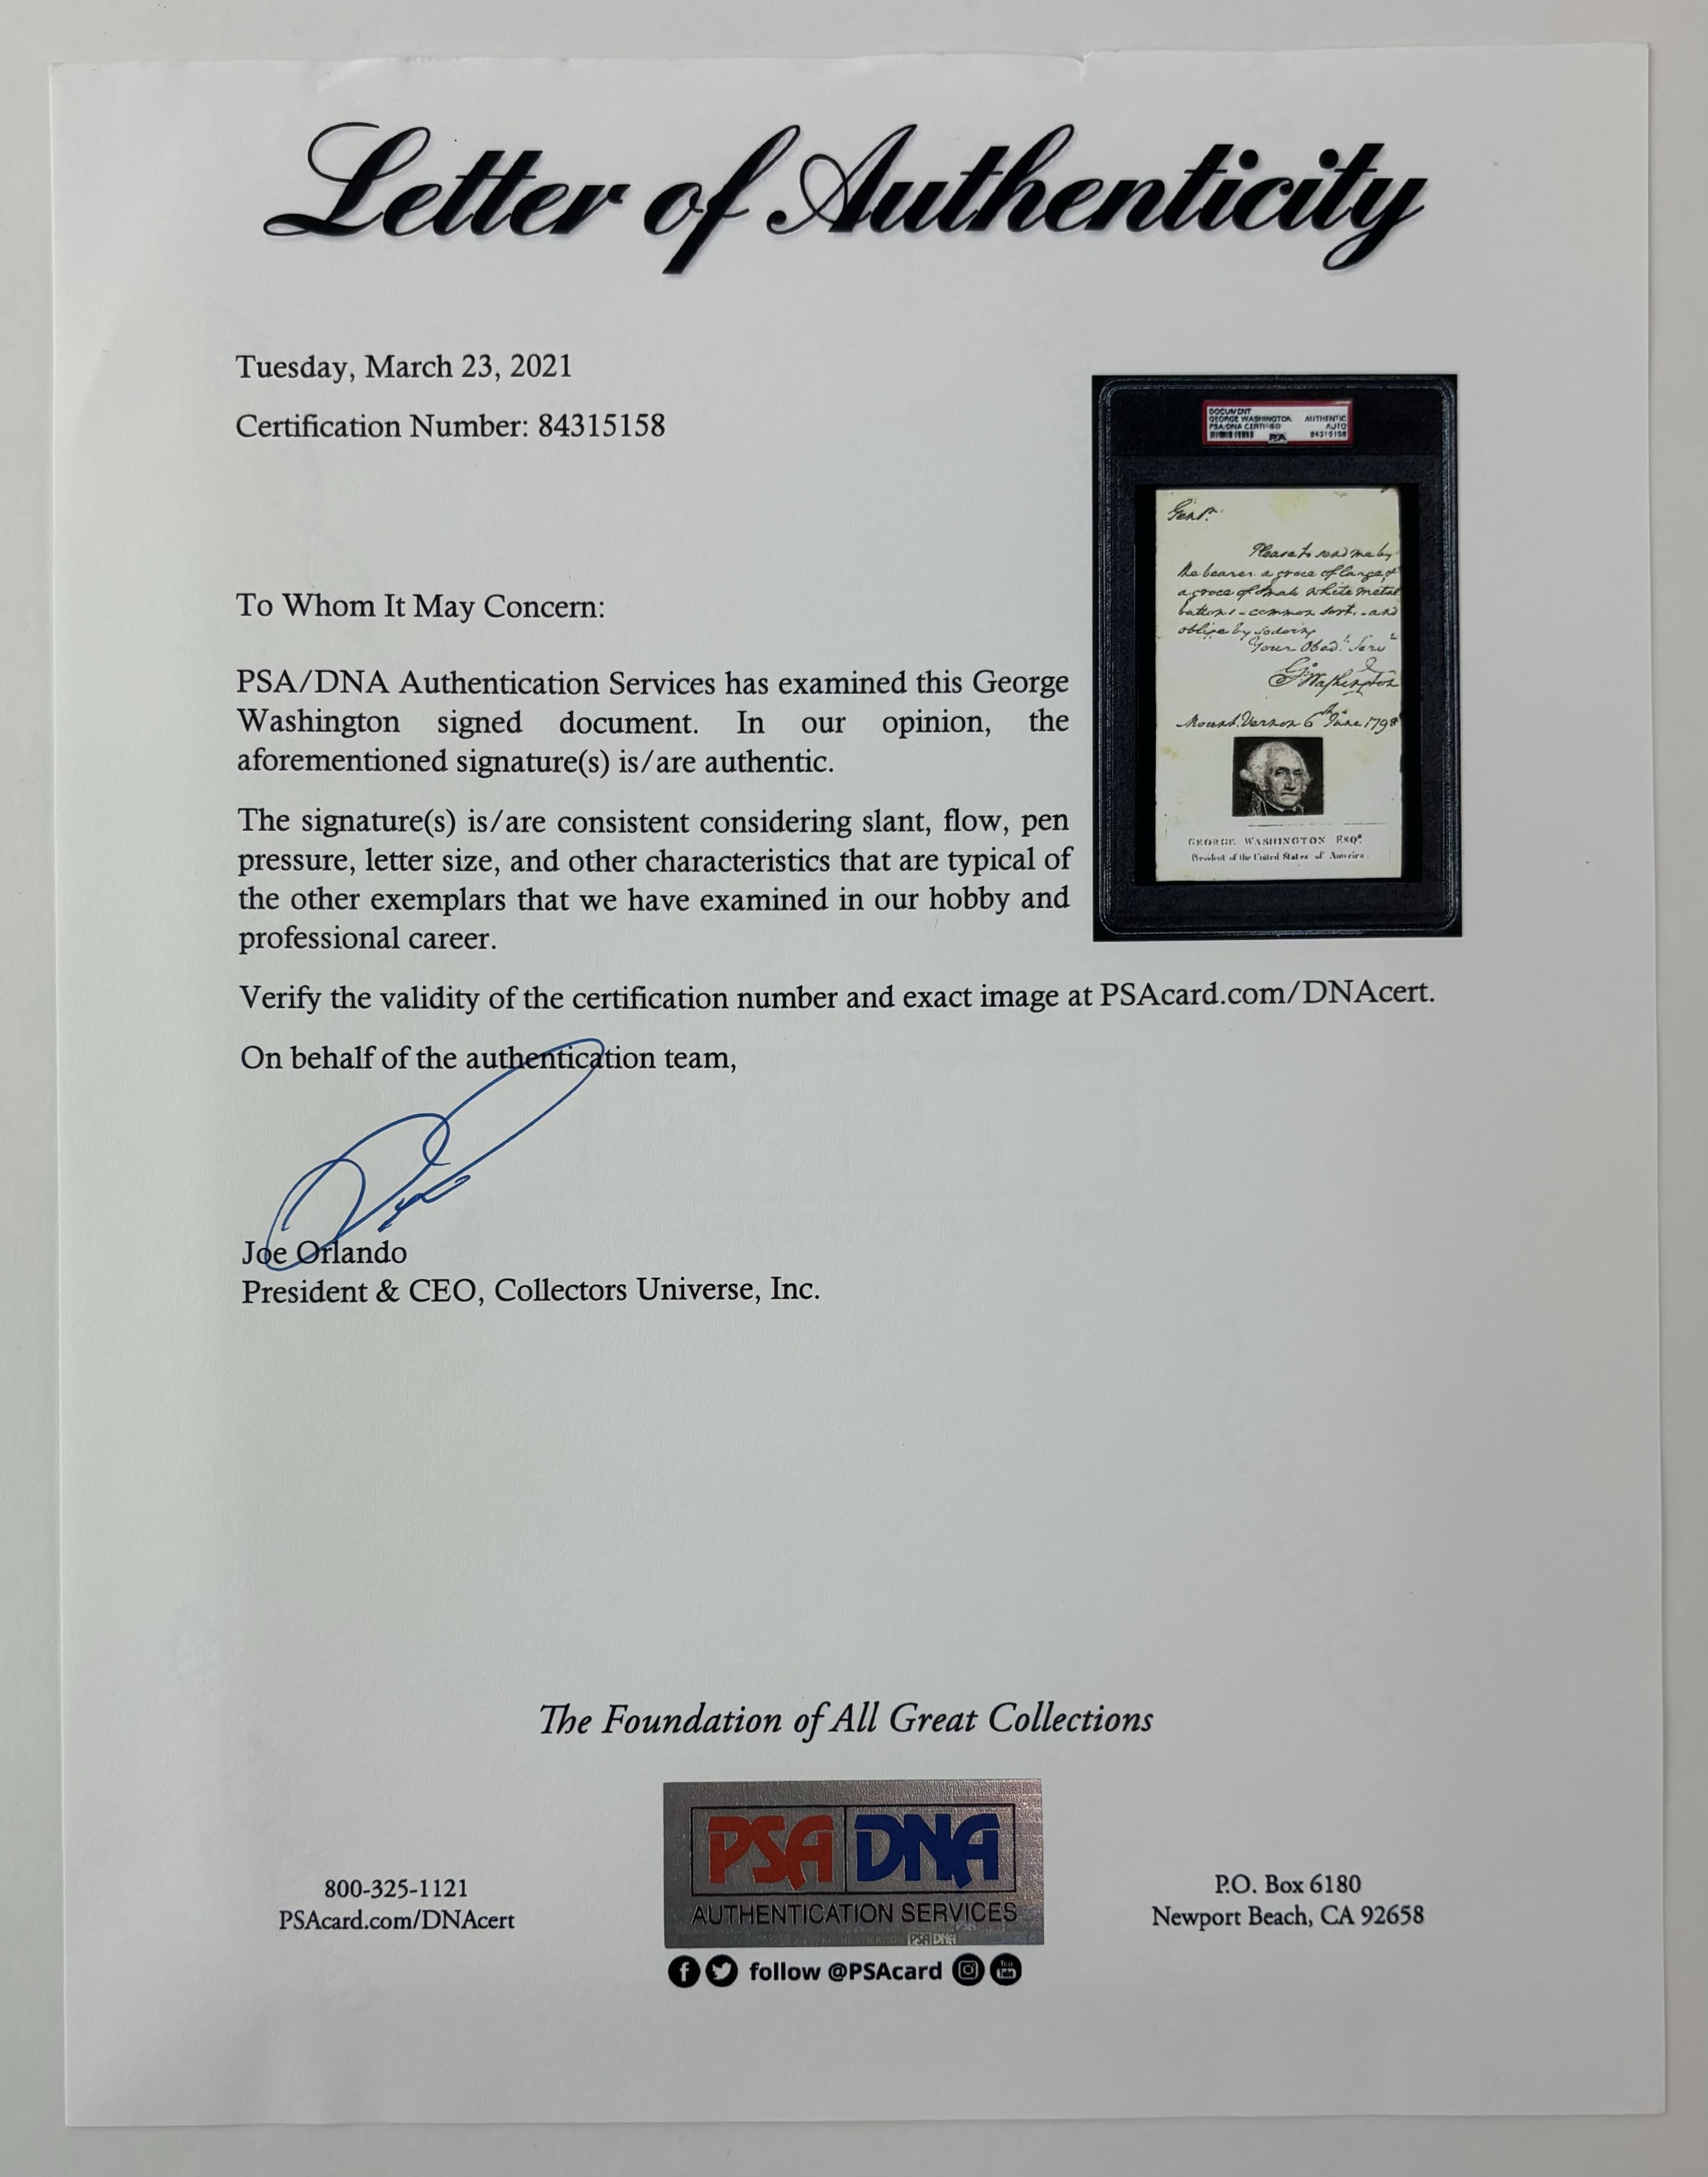 Letter of Authenticity
Tuesday, March 23, 2021
Certification Number: 84315158
DOCUMENT
GEORGE WASHINGTON AUTHENTIC
PSA/DNA CERTIFIED AUTO
PSA 84315158
Gent.
Please to send me by
the bearer a groce of large, &
a groce of small white metal
buttons - common sort, - and
oblige by so doing
Your Obed. Serv
Go Washington
Mount Vernon 6th June 1798
GEORGE WASHINGTON ESQR.
President of the United States of America.
To Whom It May Concern:
PSA/DNA Authentication Services has examined this George
Washington signed document. In our opinion, the
aforementioned signature(s) is/are authentic.
The signature(s) is/are consistent considering slant, flow, pen
pressure, letter size, and other characteristics that are typical of
the other exemplars that we have examined in our hobby and
professional career.
Verify the validity of the certification number and exact image at PSAcard.com/DNAcert.
On behalf of the authentication team,
Joe Orlando
President & CEO, Collectors Universe, Inc.
The Foundation of All Great Collections
PSA DNA
AUTHENTICATION SERVICES
PSA DNA
800-325-1121
PSAcard.com/DNAcert
P.O. Box 6180
Newport Beach, CA 92658
follow @PSAcard